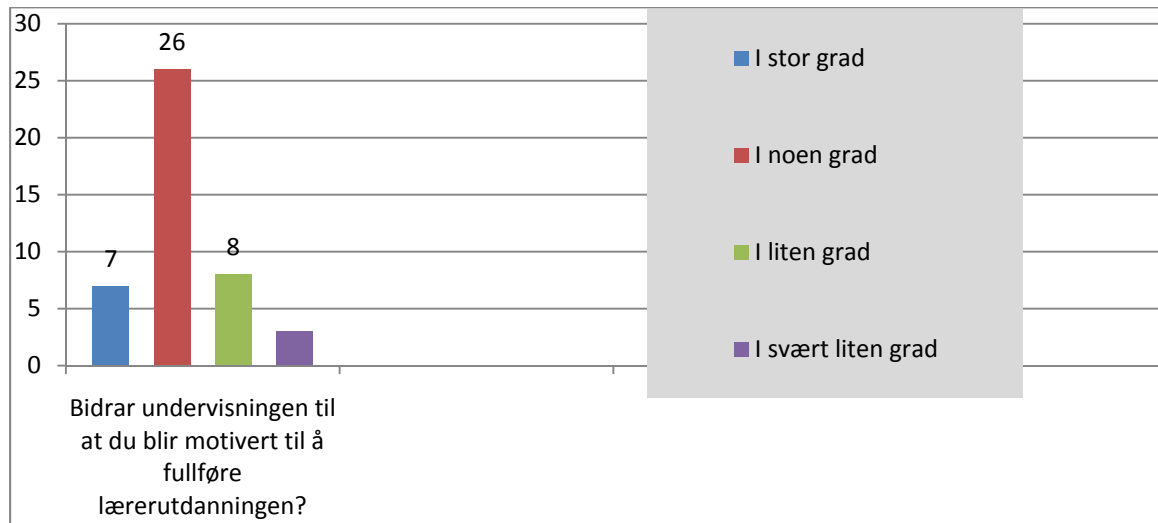 30
25
20
15
10
5
0
7
26
8
Bidrar undervisningen til
at du blir motivert til å
fullføre
lærerutdanningen?
I stor grad
I noen grad
I liten grad
I svært liten grad